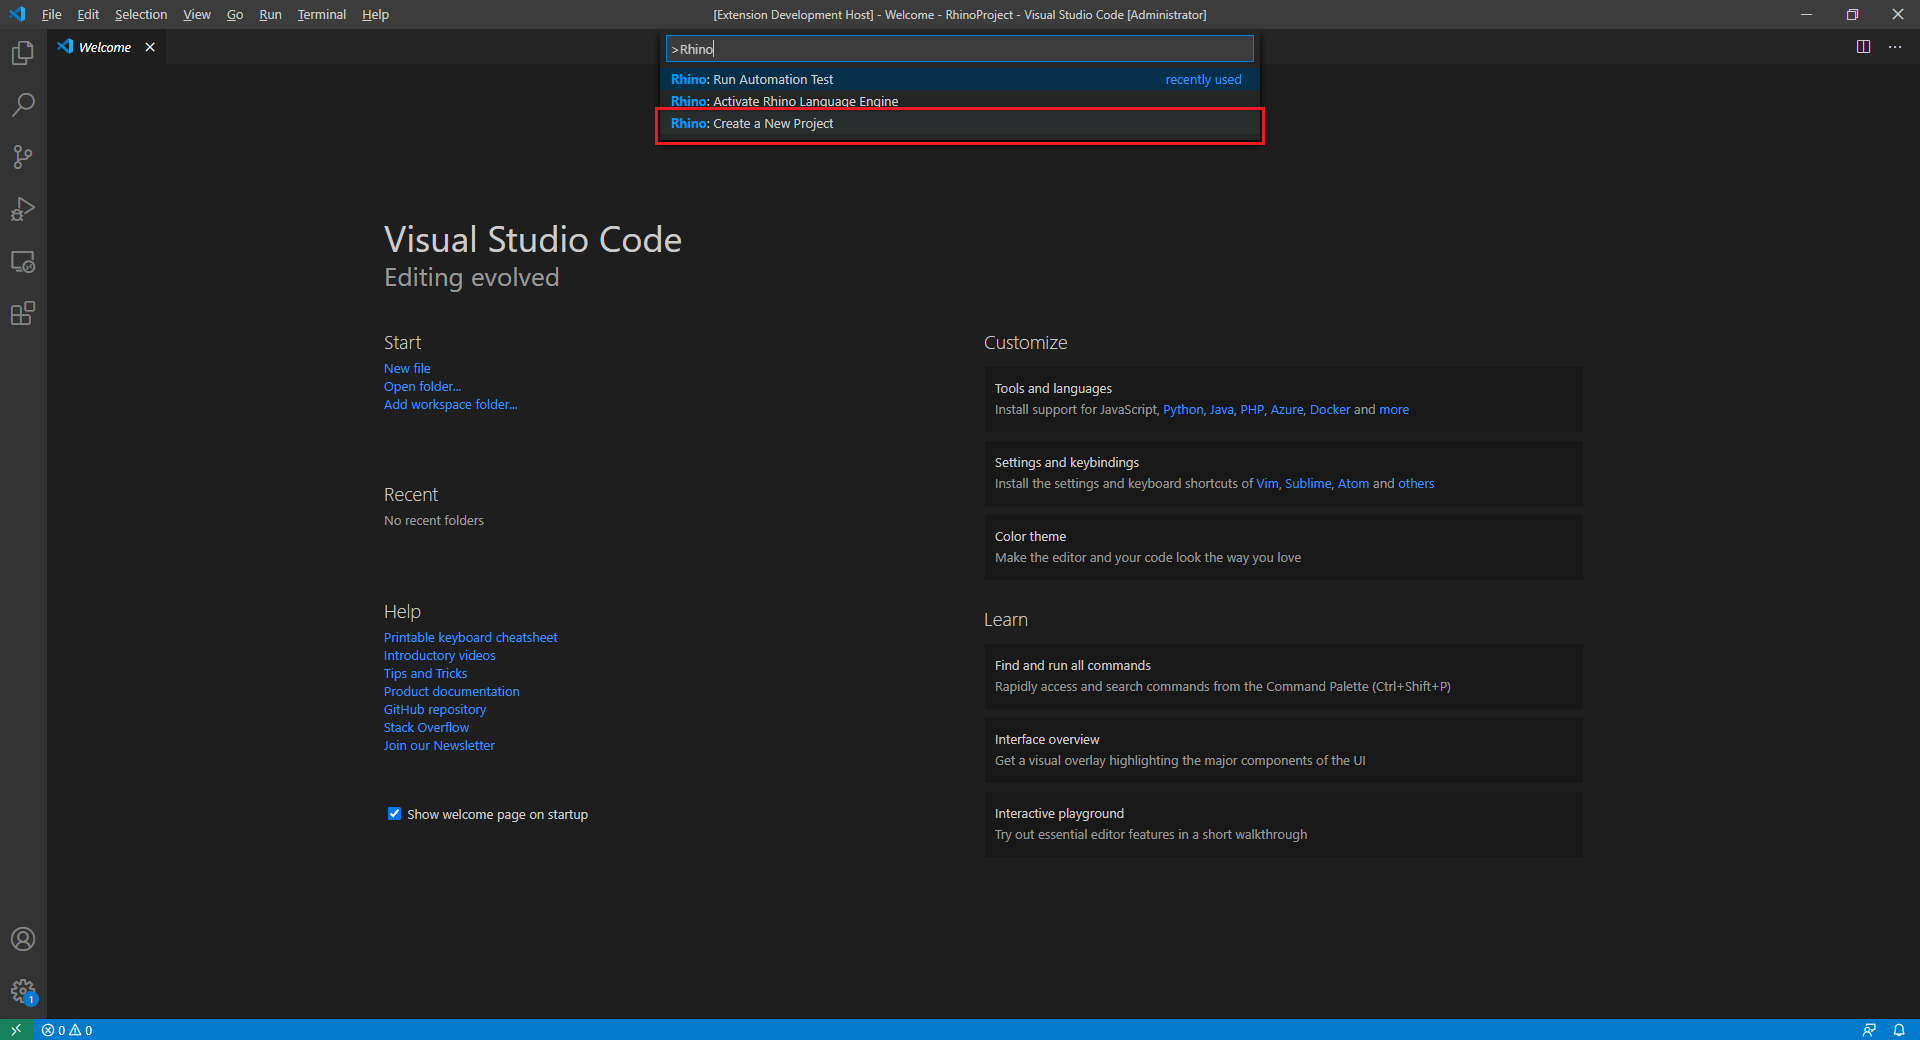 File Edit Selection View Go Run Terminal Help
[Extension Development Host] - Welcome - RhinoProject - Visual Studio Code [Administrator]
Welcome
>Rhino
Rhino: Run Automation Test recently used
Rhino: Activate Rhino Language Engine
Rhino: Create a New Project
Visual Studio Code
Editing evolved
Start
New file
Open folder...
Add workspace folder...
Recent
No recent folders
Help
Printable keyboard cheatsheet
Introductory videos
Tips and Tricks
Product documentation
GitHub repository
Stack Overflow
Join our Newsletter
Show welcome page on startup
Customize
Tools and languages
Install support for JavaScript, Python, Java, PHP, Azure, Docker and more
Settings and keybindings
Install the settings and keyboard shortcuts of Vim, Sublime, Atom and others
Color theme
Make the editor and your code look the way you love
Learn
Find and run all commands
Rapidly access and search commands from the Command Palette (Ctrl+Shift+P)
Interface overview
Get a visual overlay highlighting the major components of the UI
Interactive playground
Try out essential editor features in a short walkthrough
1
0 0